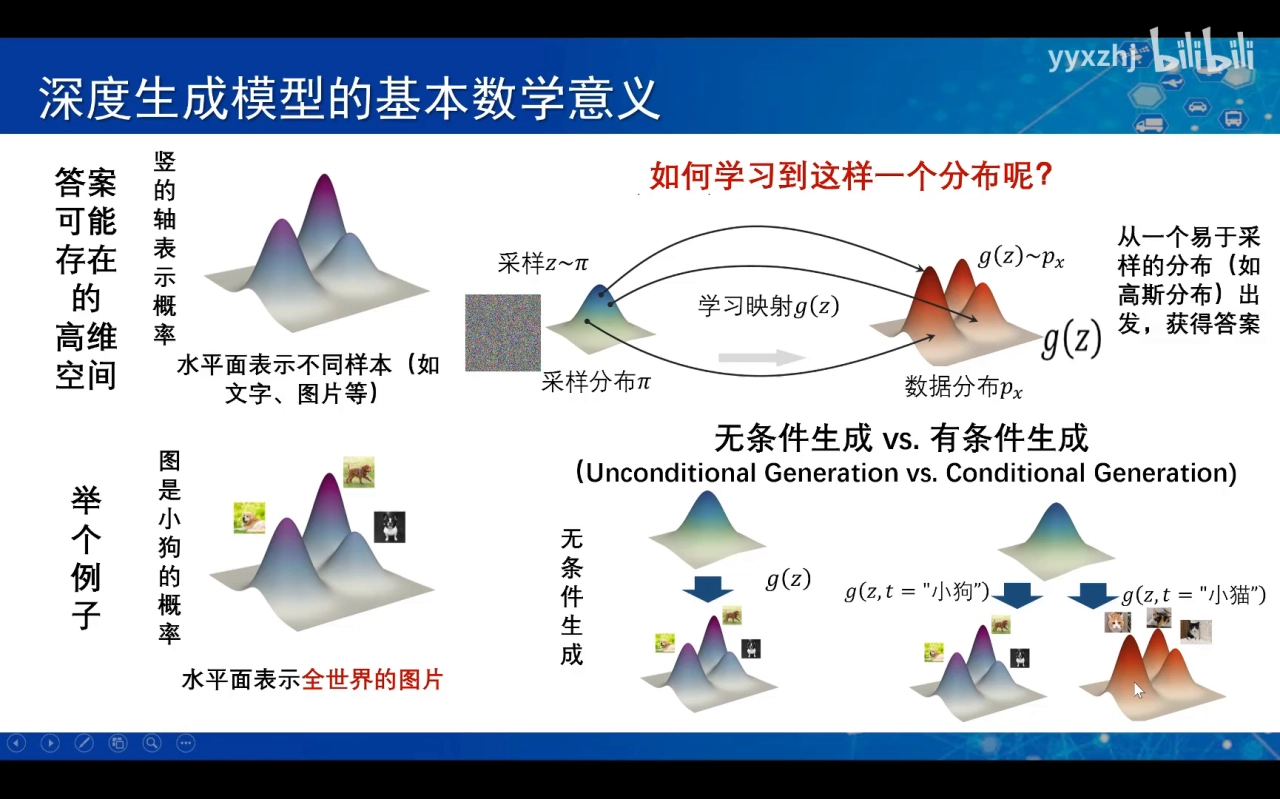 yyxzhj bilibili
深度生成模型的基本数学意义
答案
可能
存在
的
高维
空间
竖的轴表示概率
水平面表示不同样本（如
文字、图片等）
如何学习到这样一个分布呢？
采样z~π
采样分布π
学习映射g(z)
g(z)~pₓ
g(z)
数据分布pₓ
从一个易于采
样的分布（如
高斯分布）出
发，获得答案
举个例子
图是小狗的概率
水平面表示全世界的图片
无条件生成 vs. 有条件生成
（Unconditional Generation vs. Conditional Generation)
无条件生成
g(z)
g(z, t = "小狗”)
g(z, t = "小猫”)